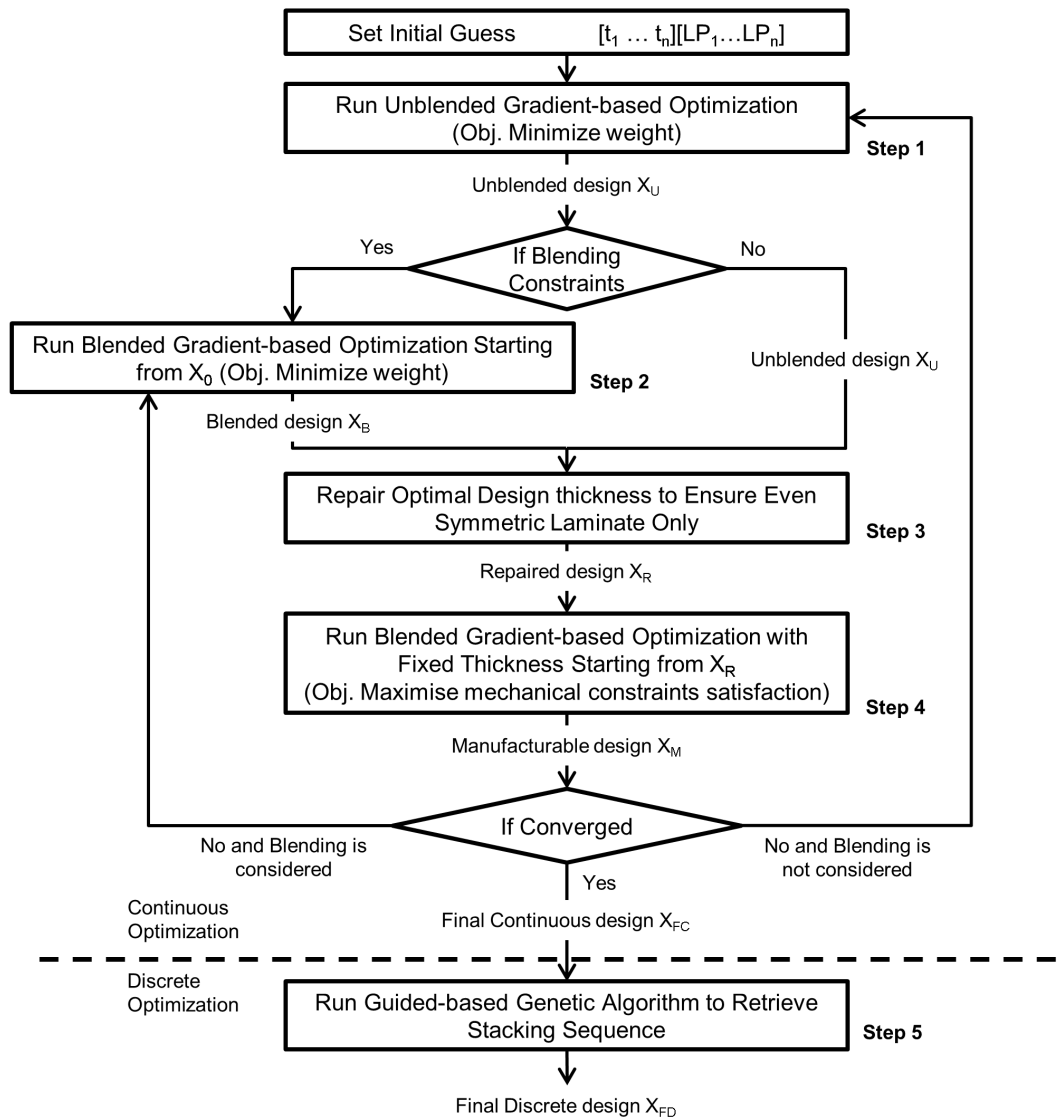 Set Initial Guess [t1 … tn][LP1…LPn]
Run Unblended Gradient-based Optimization
(Obj. Minimize weight)
Step 1
Unblended design XU
Yes
No
If Blending
Constraints
Run Blended Gradient-based Optimization Starting
from X0 (Obj. Minimize weight)
Step 2
Unblended design XU
Blended design XB
Repair Optimal Design thickness to Ensure Even
Symmetric Laminate Only
Step 3
Repaired design XR
Run Blended Gradient-based Optimization with
Fixed Thickness Starting from XR
(Obj. Maximise mechanical constraints satisfaction)
Step 4
Manufacturable design XM
If Converged
No and Blending is
considered
No and Blending is
not considered
Yes
Continuous
Optimization
Final Continuous design XFC
Discrete
Optimization
Run Guided-based Genetic Algorithm to Retrieve
Stacking Sequence
Step 5
Final Discrete design XFD